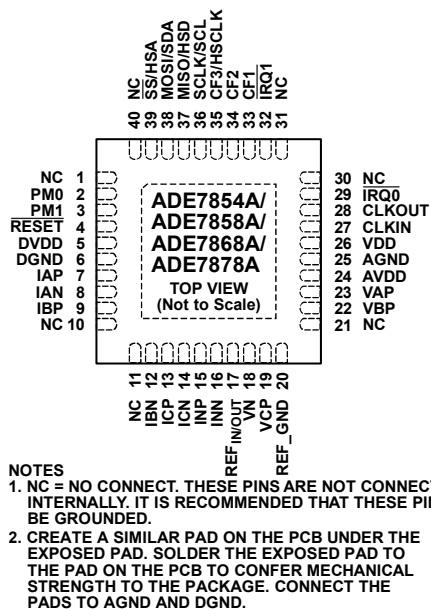 NC
SS/HSA
MOSI/SDA
MISO/HSD
SCLK/SCL
CF3/HSCLK
CF2
CF1
IRQ1
NC
40
39
38
37
36
35
34
33
32
31
NC 1
PM0 2
PM1 3
RESET 4
DVDD 5
DGND 6
IAP 7
IAN 8
IBP 9
NC 10
ADE7854A/
ADE7858A/
ADE7868A/
ADE7878A
TOP VIEW
(Not to Scale)
30 NC
29 IRQ0
28 CLKOUT
27 CLKIN
26 VDD
25 AGND
24 AVDD
23 VAP
22 VBP
21 NC
11
12
13
14
15
16
17
18
19
20
NC
IBN
ICP
ICN
INP
INN
REFIN/OUT
VN
VCP
REF_GND
NOTES
1. NC = NO CONNECT. THESE PINS ARE NOT CONNECT
INTERNALLY. IT IS RECOMMENDED THAT THESE PI
BE GROUNDED.
2. CREATE A SIMILAR PAD ON THE PCB UNDER THE
EXPOSED PAD. SOLDER THE EXPOSED PAD TO
THE PAD ON THE PCB TO CONFER MECHANICAL
STRENGTH TO THE PACKAGE. CONNECT THE
PADS TO AGND AND DGND.